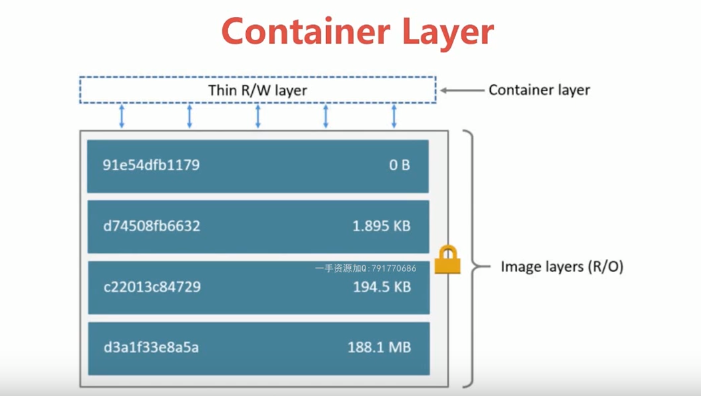 Container Layer
Thin R/W layer
Container layer
91e54dfb1179 0 B
d74508fb6632 1.895 KB
一手资源加Q:791770686
c22013c84729 194.5 KB
Image layers (R/O)
d3a1f33e8a5a 188.1 MB